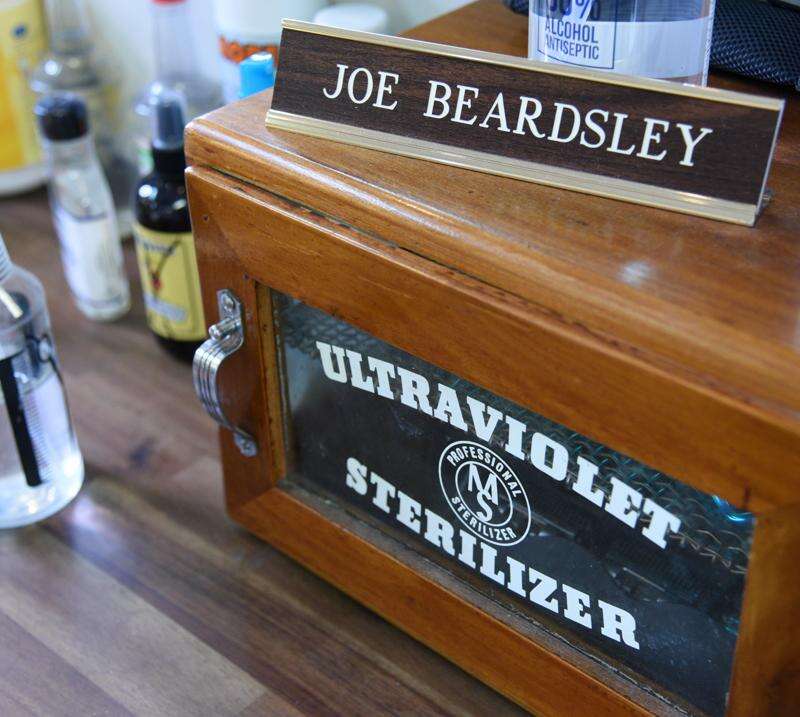 ALCOHOL
ANTISEPTIC
JOE BEARDSLEY
ULTRAVIOLET
PROFESSIONAL
MS
STERILIZER
STERILIZER